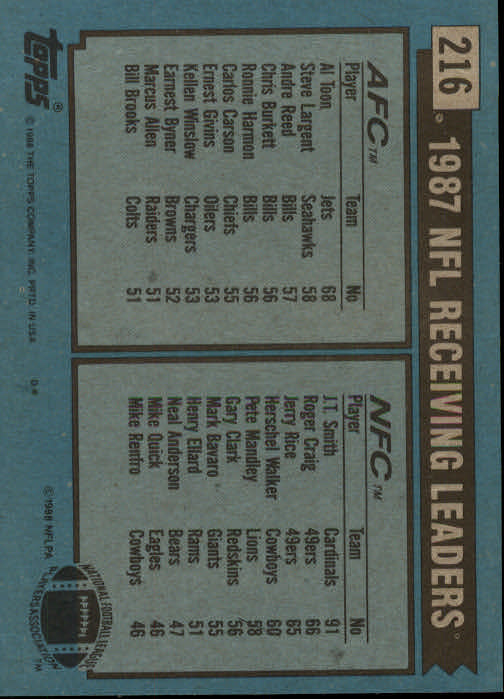 216
1987 NFL RECEIVING LEADERS
AFC™
Player Team No
Al Toon Jets 68
Steve Largent Seahawks 58
Andre Reed Bills 57
Chris Burkett Bills 56
Ronnie Harmon Bills 56
Carlos Carson Chiefs 55
Ernest Givins Oilers 53
Kellen Winslow Chargers 53
Earnest Byner Browns 52
Marcus Allen Raiders 51
Bill Brooks Colts 51
NFC™
Player Team No
J.T. Smith Cardinals 91
Roger Craig 49ers 66
Jerry Rice 49ers 65
Herschel Walker Cowboys 60
Pete Mandley Lions 58
Gary Clark Redskins 56
Mark Bavaro Giants 55
Henry Ellard Rams 51
Neal Anderson Bears 47
Mike Quick Eagles 46
Mike Renfro Cowboys 46
topps®
© 1988 THE TOPPS COMPANY, INC. PRTD. IN USA
D*
© 1988 NFLPA
NATIONAL FOOTBALL LEAGUE
PLAYERS ASSOCIATION
TM